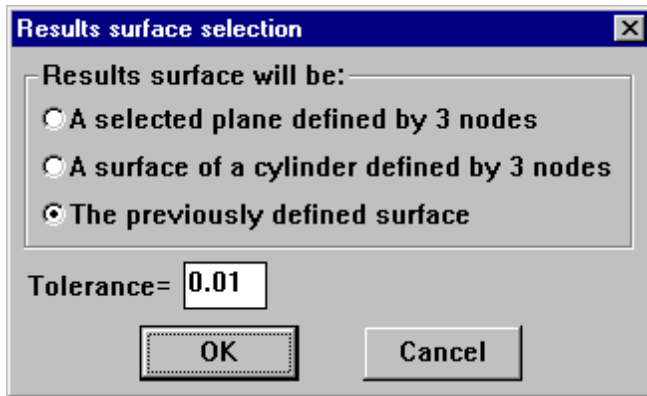 Results surface selection
Results surface will be:
A selected plane defined by 3 nodes
A surface of a cylinder defined by 3 nodes
The previously defined surface
Tolerance= 0.01
OK Cancel